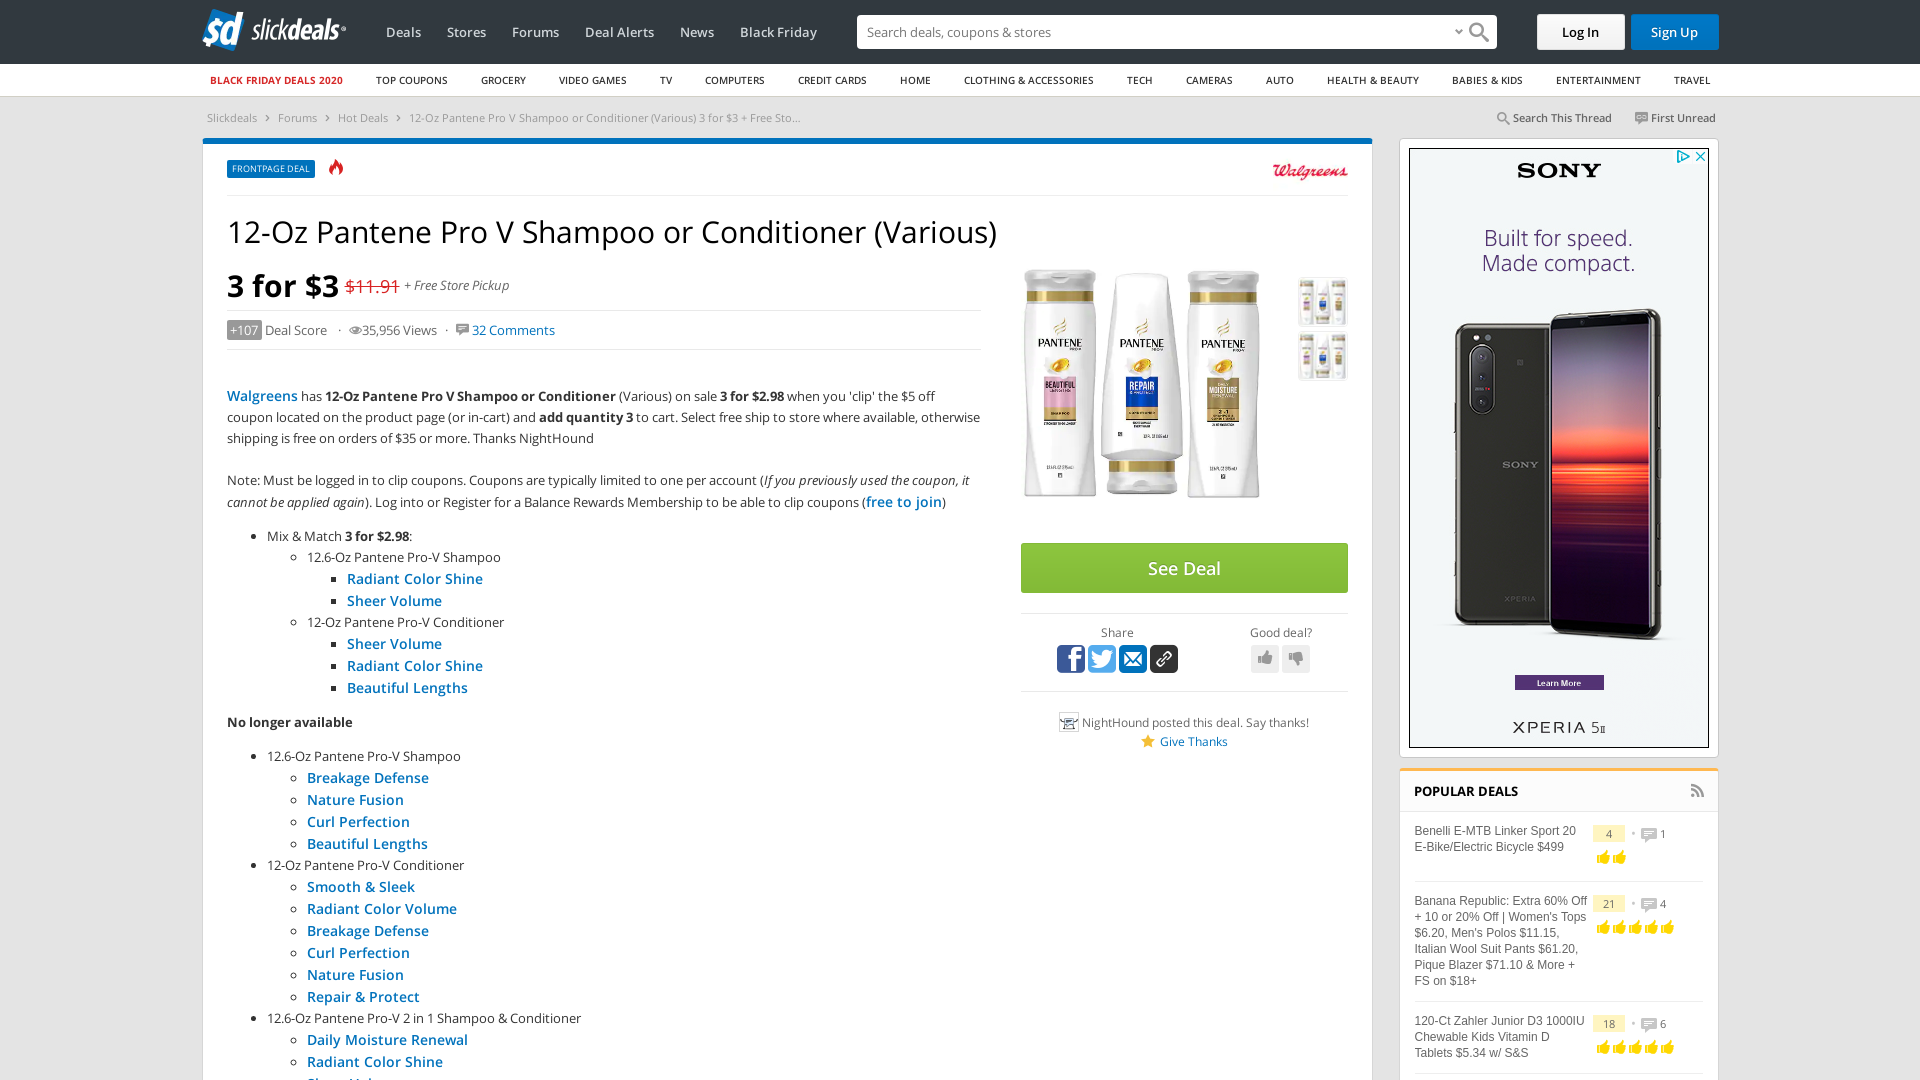 sd slickdeals
Deals
Stores
Forums
Deal Alerts
News
Black Friday
Search deals, coupons & stores
Log In
Sign Up
BLACK FRIDAY DEALS 2020
TOP COUPONS
GROCERY
VIDEO GAMES
TV
COMPUTERS
CREDIT CARDS
HOME
CLOTHING & ACCESSORIES
TECH
CAMERAS
AUTO
HEALTH & BEAUTY
BABIES & KIDS
ENTERTAINMENT
TRAVEL
Slickdeals › Forums › Hot Deals › 12-Oz Pantene Pro V Shampoo or Conditioner (Various) 3 for $3 + Free Sto...
Search This Thread
First Unread
FRONTPAGE DEAL
Walgreens
12-Oz Pantene Pro V Shampoo or Conditioner (Various)
3 for $3 $11.91 + Free Store Pickup
+107 Deal Score · 35,956 Views · 32 Comments
Walgreens has 12-Oz Pantene Pro V Shampoo or Conditioner (Various) on sale 3 for $2.98 when you 'clip' the $5 off
coupon located on the product page (or in-cart) and add quantity 3 to cart. Select free ship to store where available, otherwise
shipping is free on orders of $35 or more. Thanks NightHound
Note: Must be logged in to clip coupons. Coupons are typically limited to one per account (If you previously used the coupon, it
cannot be applied again). Log into or Register for a Balance Rewards Membership to be able to clip coupons (free to join)
Mix & Match 3 for $2.98:
12.6-Oz Pantene Pro-V Shampoo
Radiant Color Shine
Sheer Volume
12-Oz Pantene Pro-V Conditioner
Sheer Volume
Radiant Color Shine
Beautiful Lengths
No longer available
12.6-Oz Pantene Pro-V Shampoo
Breakage Defense
Nature Fusion
Curl Perfection
Beautiful Lengths
12-Oz Pantene Pro-V Conditioner
Smooth & Sleek
Radiant Color Volume
Breakage Defense
Curl Perfection
Nature Fusion
Repair & Protect
12.6-Oz Pantene Pro-V 2 in 1 Shampoo & Conditioner
Daily Moisture Renewal
Radiant Color Shine
PANTENE
PRO-V
BEAUTIFUL
LENGTHS
SHAMPOO
PANTENE
PRO-V
REPAIR
& PROTECT
CONDITIONER
PANTENE
PRO-V
DAILY
MOISTURE
RENEWAL
2 in 1
See Deal
Share
Good deal?
NightHound posted this deal. Say thanks!
Give Thanks
SONY
Built for speed.
Made compact.
SONY
XPERIA
Learn More
XPERIA 5 II
POPULAR DEALS
Benelli E-MTB Linker Sport 20
E-Bike/Electric Bicycle $499
4 • 1
Banana Republic: Extra 60% Off
+ 10 or 20% Off | Women's Tops
$6.20, Men's Polos $11.15,
Italian Wool Suit Pants $61.20,
Pique Blazer $71.10 & More +
FS on $18+
21 • 4
120-Ct Zahler Junior D3 1000IU
Chewable Kids Vitamin D
Tablets $5.34 w/ S&S
18 • 6